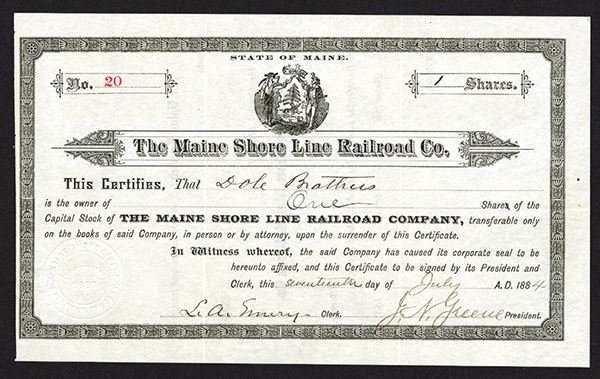 STATE OF MAINE.
No. 20
1 Shares.
The Maine Shore Line Railroad Co.
This Certifies, That Dole Brothers
is the owner of One Shares of the
Capital Stock of THE MAINE SHORE LINE RAILROAD COMPANY, transferable only
on the books of said Company, in person or by attorney, upon the surrender of this Certificate.
In Witness whereof, the said Company has caused its corporate seal to be
hereunto affixed, and this Certificate to be signed by its President and
Clerk, this seventeenth day of July A.D. 1884
L.A. Emery - Clerk. J. N. Greene President.